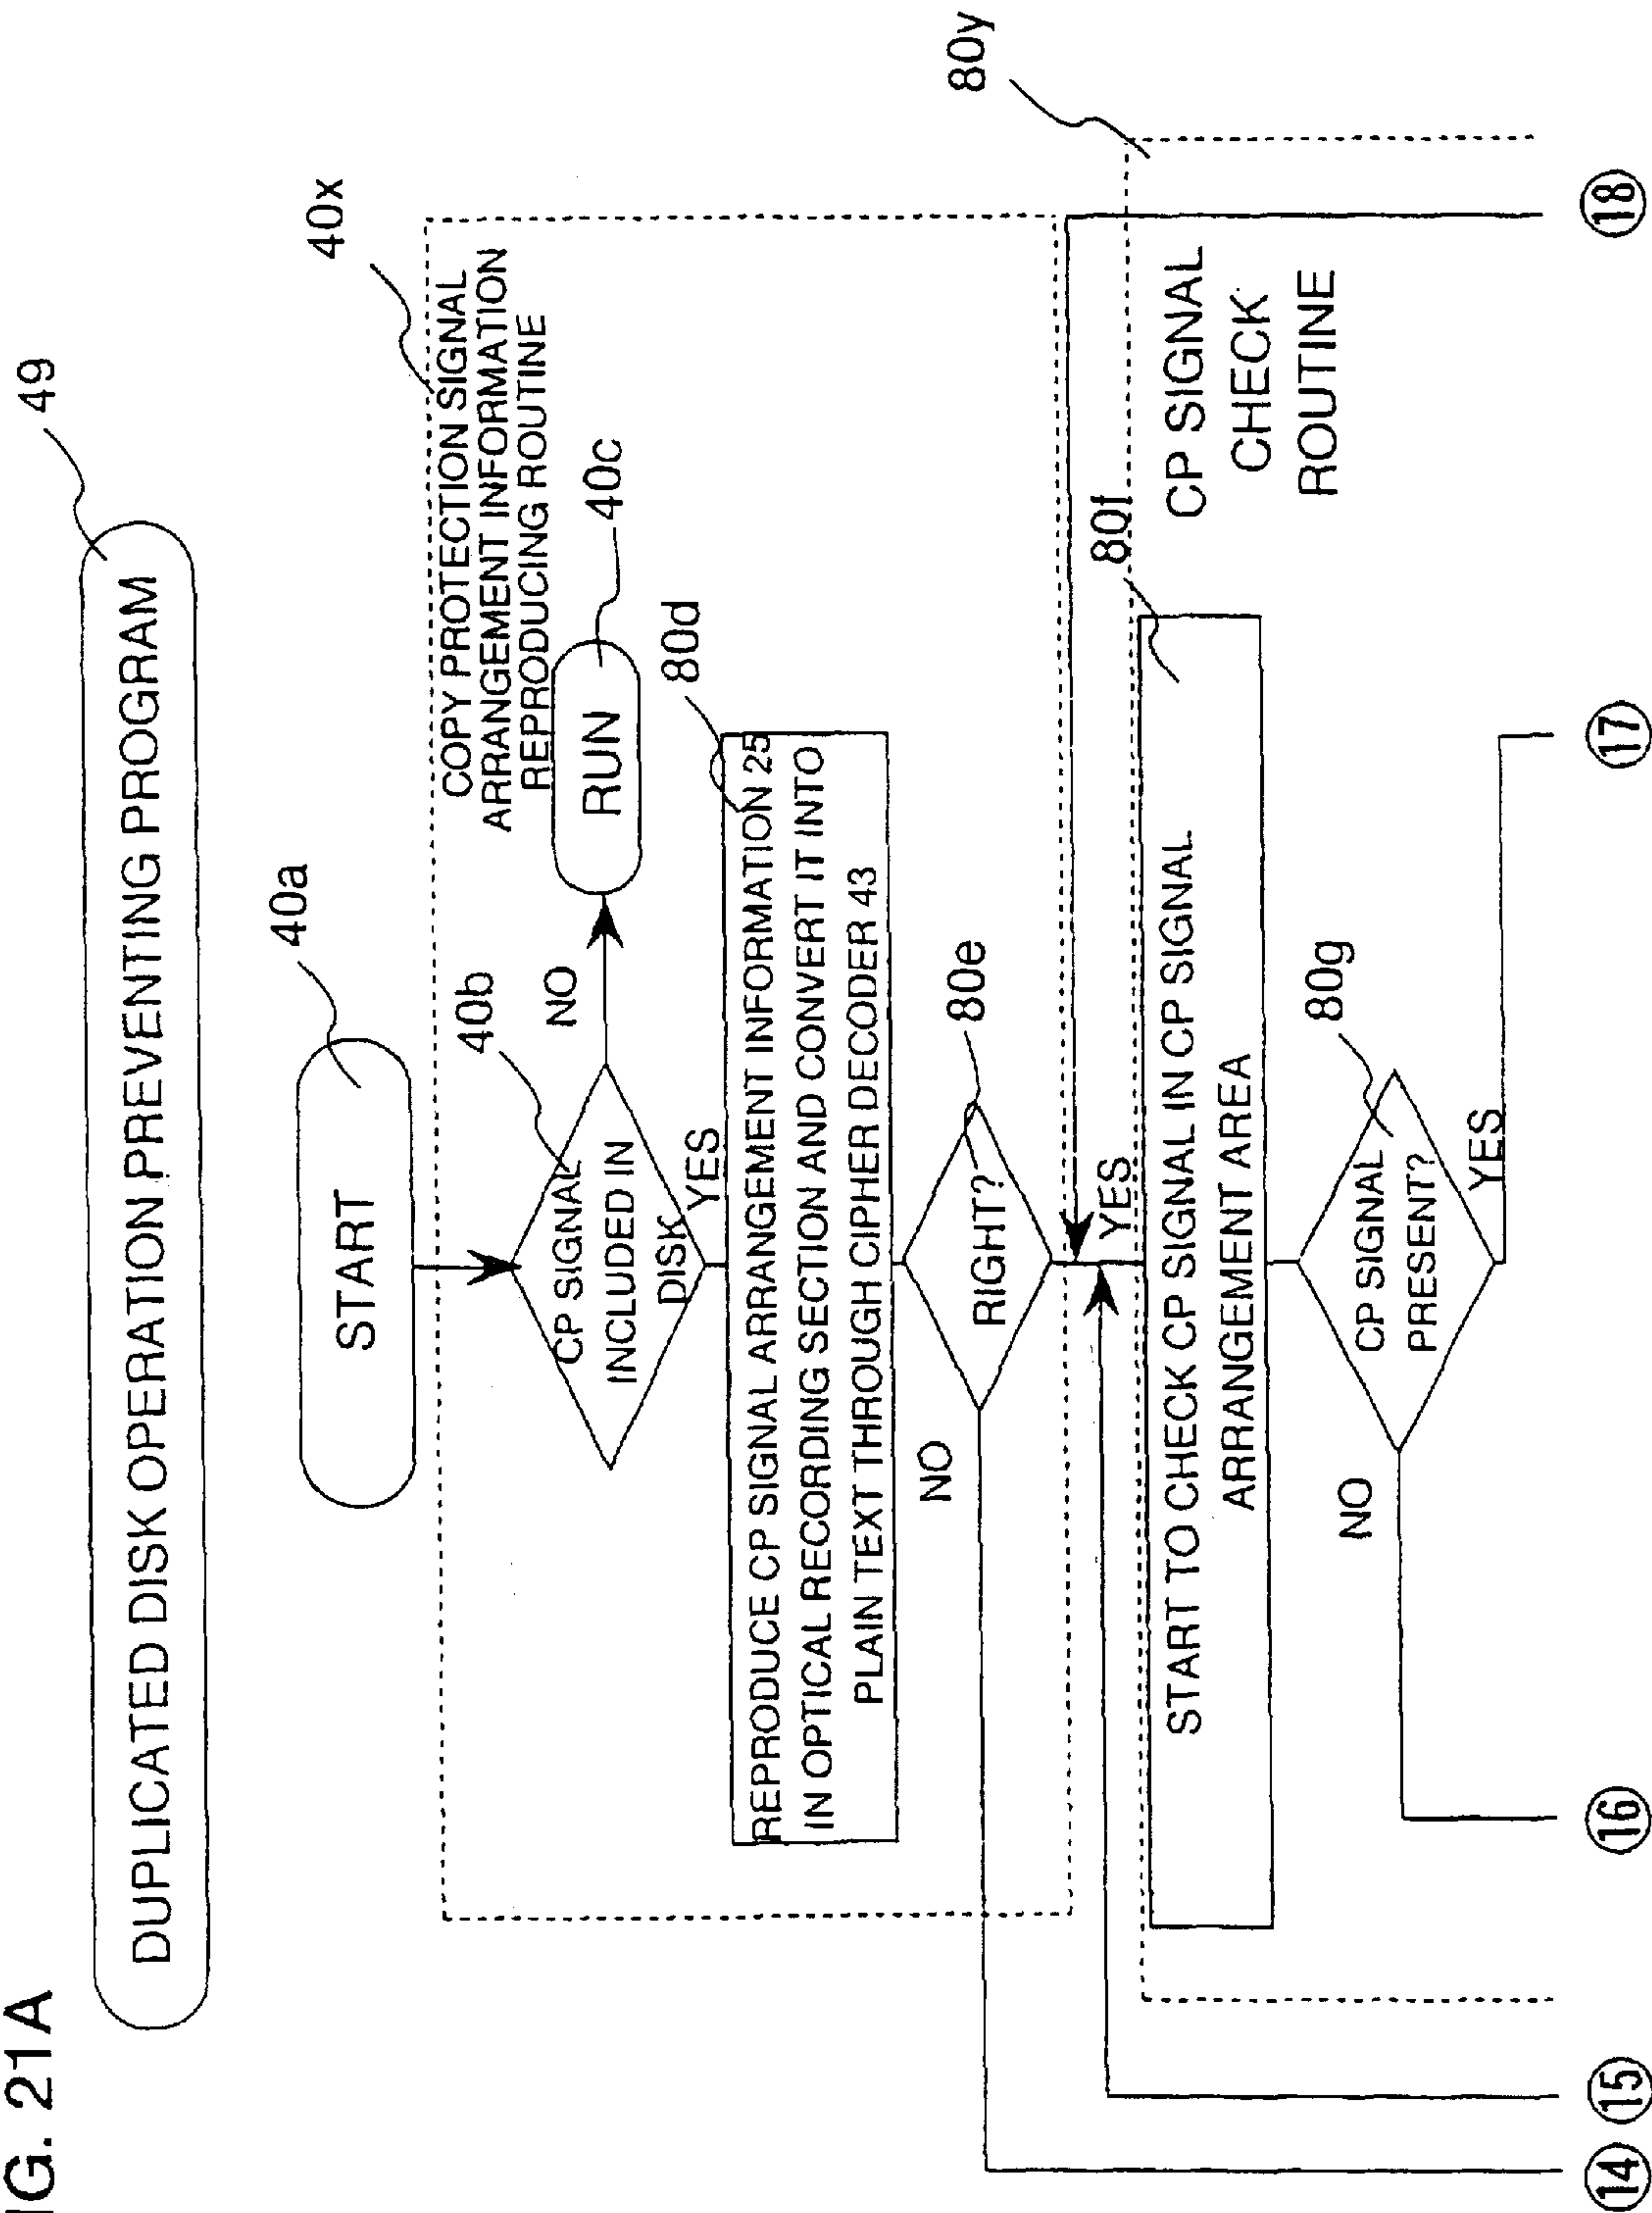 IG. 21A
DUPLICATED DISK OPERATION PREVENTING PROGRAM
49
START
40a
40x
COPY PROTECTION SIGNAL
ARRANGEMENT INFORMATION
REPRODUCING ROUTINE
40b
CP SIGNAL
INCLUDED IN
DISK
NO
RUN
40c
YES
80d
REPRODUCE CP SIGNAL ARRANGEMENT INFORMATION 25
IN OPTICAL RECORDING SECTION AND CONVERT IT INTO
PLAIN TEXT THROUGH CIPHER DECODER 43
NO
RIGHT?
80e
YES
80y
80f
START TO CHECK CP SIGNAL IN CP SIGNAL
ARRANGEMENT AREA
CP SIGNAL
CHECK
ROUTINE
NO
CP SIGNAL
PRESENT?
80g
YES
14
15
16
17
18